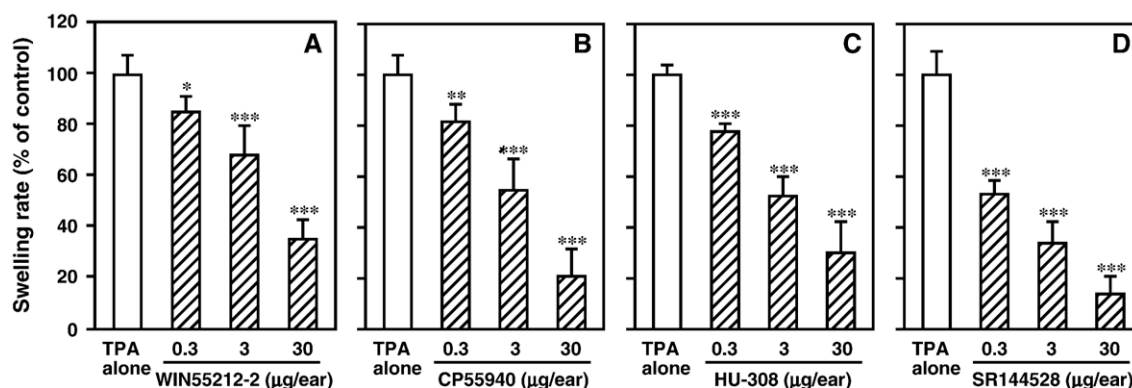 Swelling rate (% of control)
120
100
80
60
40
20
0
A
*
***
***
TPA
alone
0.3 3 30
WIN55212-2 (μg/ear)
B
**
***
***
0.3 3 30
CP55940 (μg/ear)
C
***
***
***
TPA
alone
0.3 3 30
HU-308 (μg/ear)
D
***
***
***
TPA
alone
0.3 3 30
SR144528 (μg/ear)